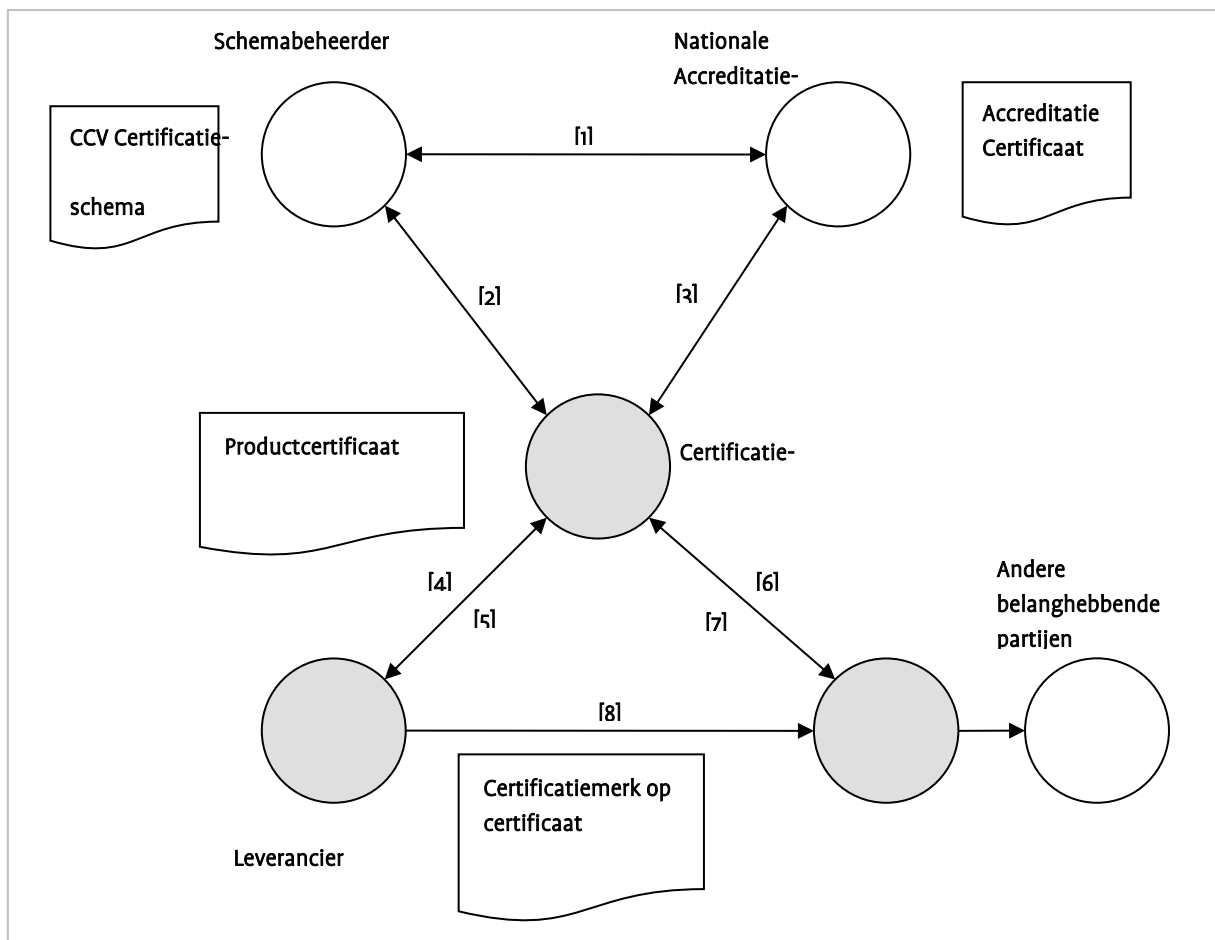 Schemabeheerder
Nationale
Accreditatie-
CCV Certificatie-
schema
Accreditatie
Certificaat
[1]
[2]
[3]
Productcertificaat
Certificatie-
[4]
[5]
[6]
[7]
Andere
belanghebbende
partijen
[8]
Certificatiemerk op
certificaat
Leverancier